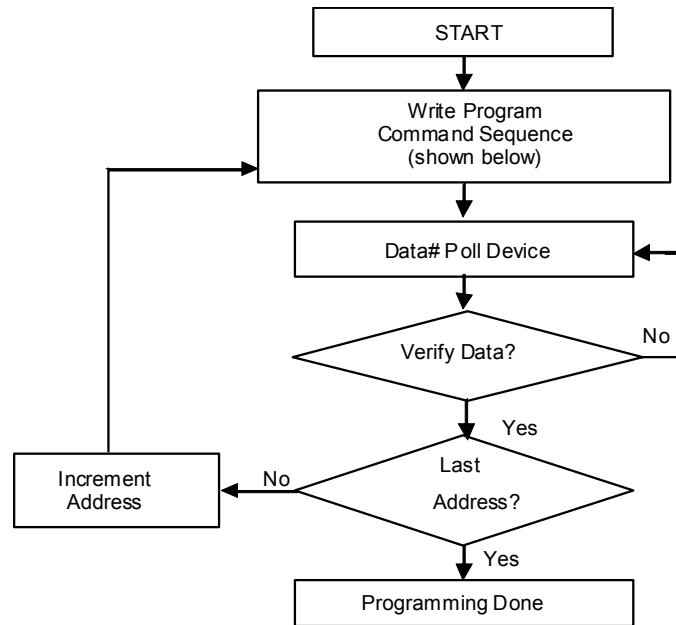 START
Write Program
Command Sequence
(shown below)
Data# Poll Device
Verify Data?
No
Yes
Last
Address?
No
Increment
Address
Yes
Programming Done